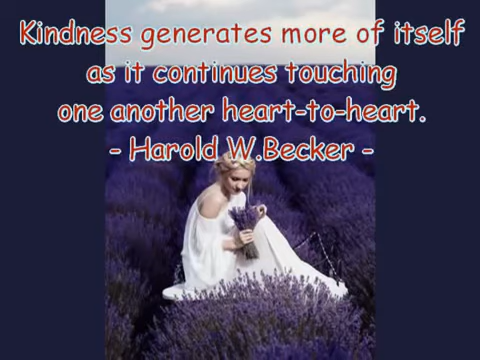 Kindness generates more of itself
as it continues touching
one another heart-to-heart.
- Harold W.Becker -